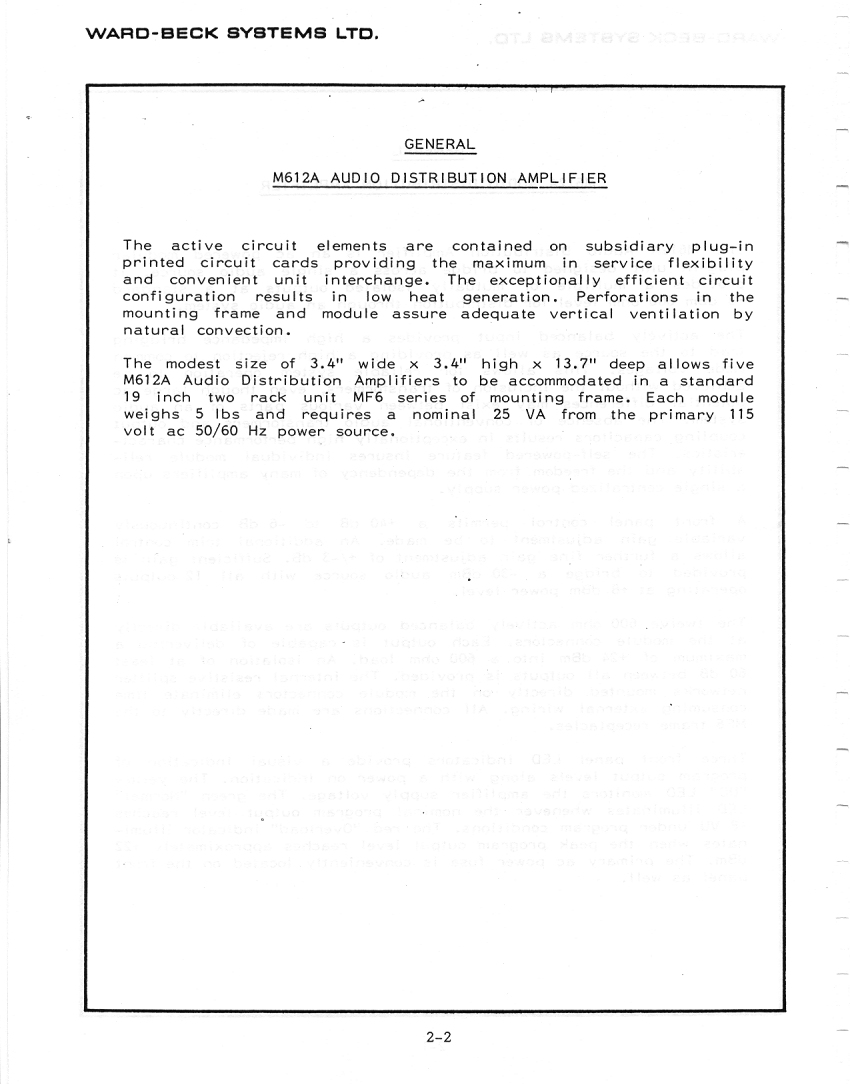 WARD-BECK SYSTEMS LTD.
GENERAL
M612A AUDIO DISTRIBUTION AMPLIFIER
The active circuit elements are contained on subsidiary plug-in
printed circuit cards providing the maximum in service flexibility
and convenient unit interchange. The exceptionally efficient circuit
configuration results in low heat generation. Perforations in the
mounting frame and module assure adequate vertical ventilation by
natural convection.
The modest size of 3.4" wide x 3.4" high x 13.7" deep allows five
M612A Audio Distribution Amplifiers to be accommodated in a standard
19 inch two rack unit MF6 series of mounting frame. Each module
weighs 5 lbs and requires a nominal 25 VA from the primary 115
volt ac 50/60 Hz power source.
2-2